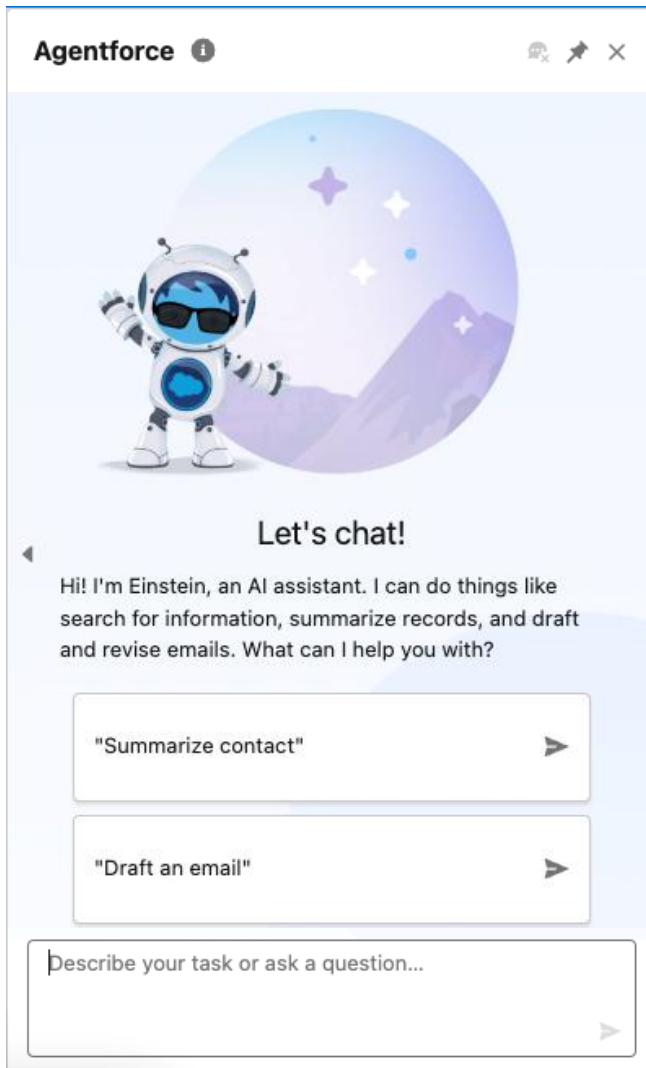 Agentforce
Let's chat!
Hi! I'm Einstein, an AI assistant. I can do things like
search for information, summarize records, and draft
and revise emails. What can I help you with?
"Summarize contact"
"Draft an email"
Describe your task or ask a question...